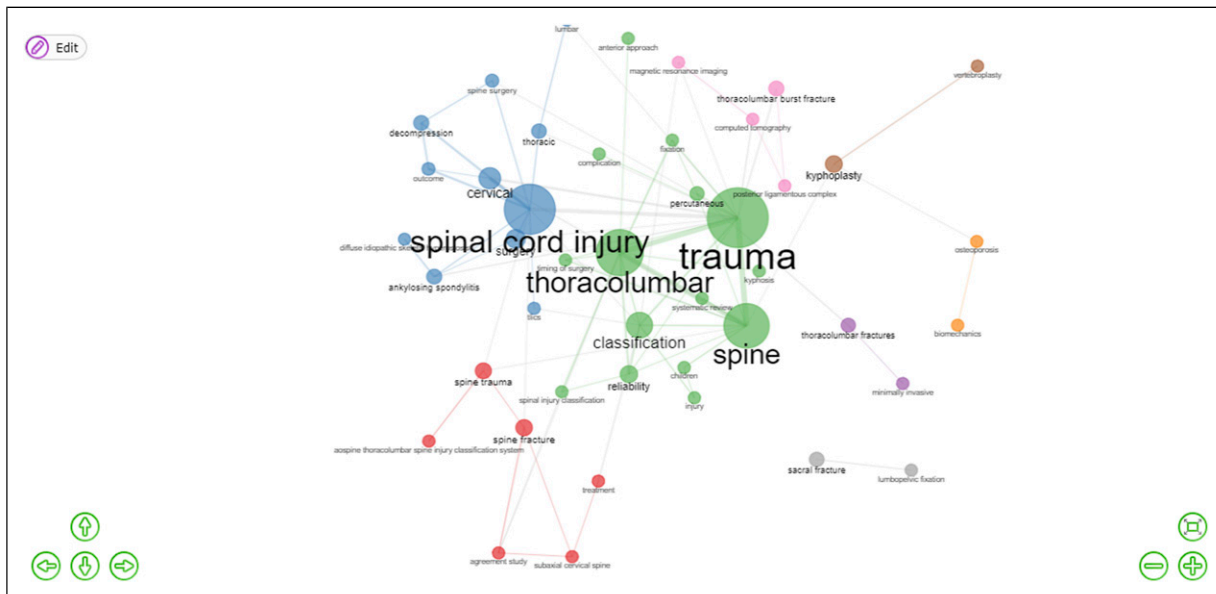 lumbar
Edit
anterior approach
magnetic resonance imaging
vertebroplasty
spine surgery
thoracolumbar burst fracture
computed tomography
decompression
thoracic
fixation
complication
kyphoplasty
outcome
cervical
percutaneous
posterior ligamentous complex
spinal cord injury
diffuse idiopathic
surgery
osteoporosis
trauma
timing of surgery
thoracolumbar
kyphosis
ankylosing spondylitis
systematic review
tlics
thoracolumbar fractures
biomechanics
classification
spine
children
spine trauma
reliability
minimally invasive
spinal injury classification
injury
spine fracture
aospine thoracolumbar spine injury classification system
sacral fracture
lumbopelvic fixation
treatment
agreement study
subaxial cervical spine